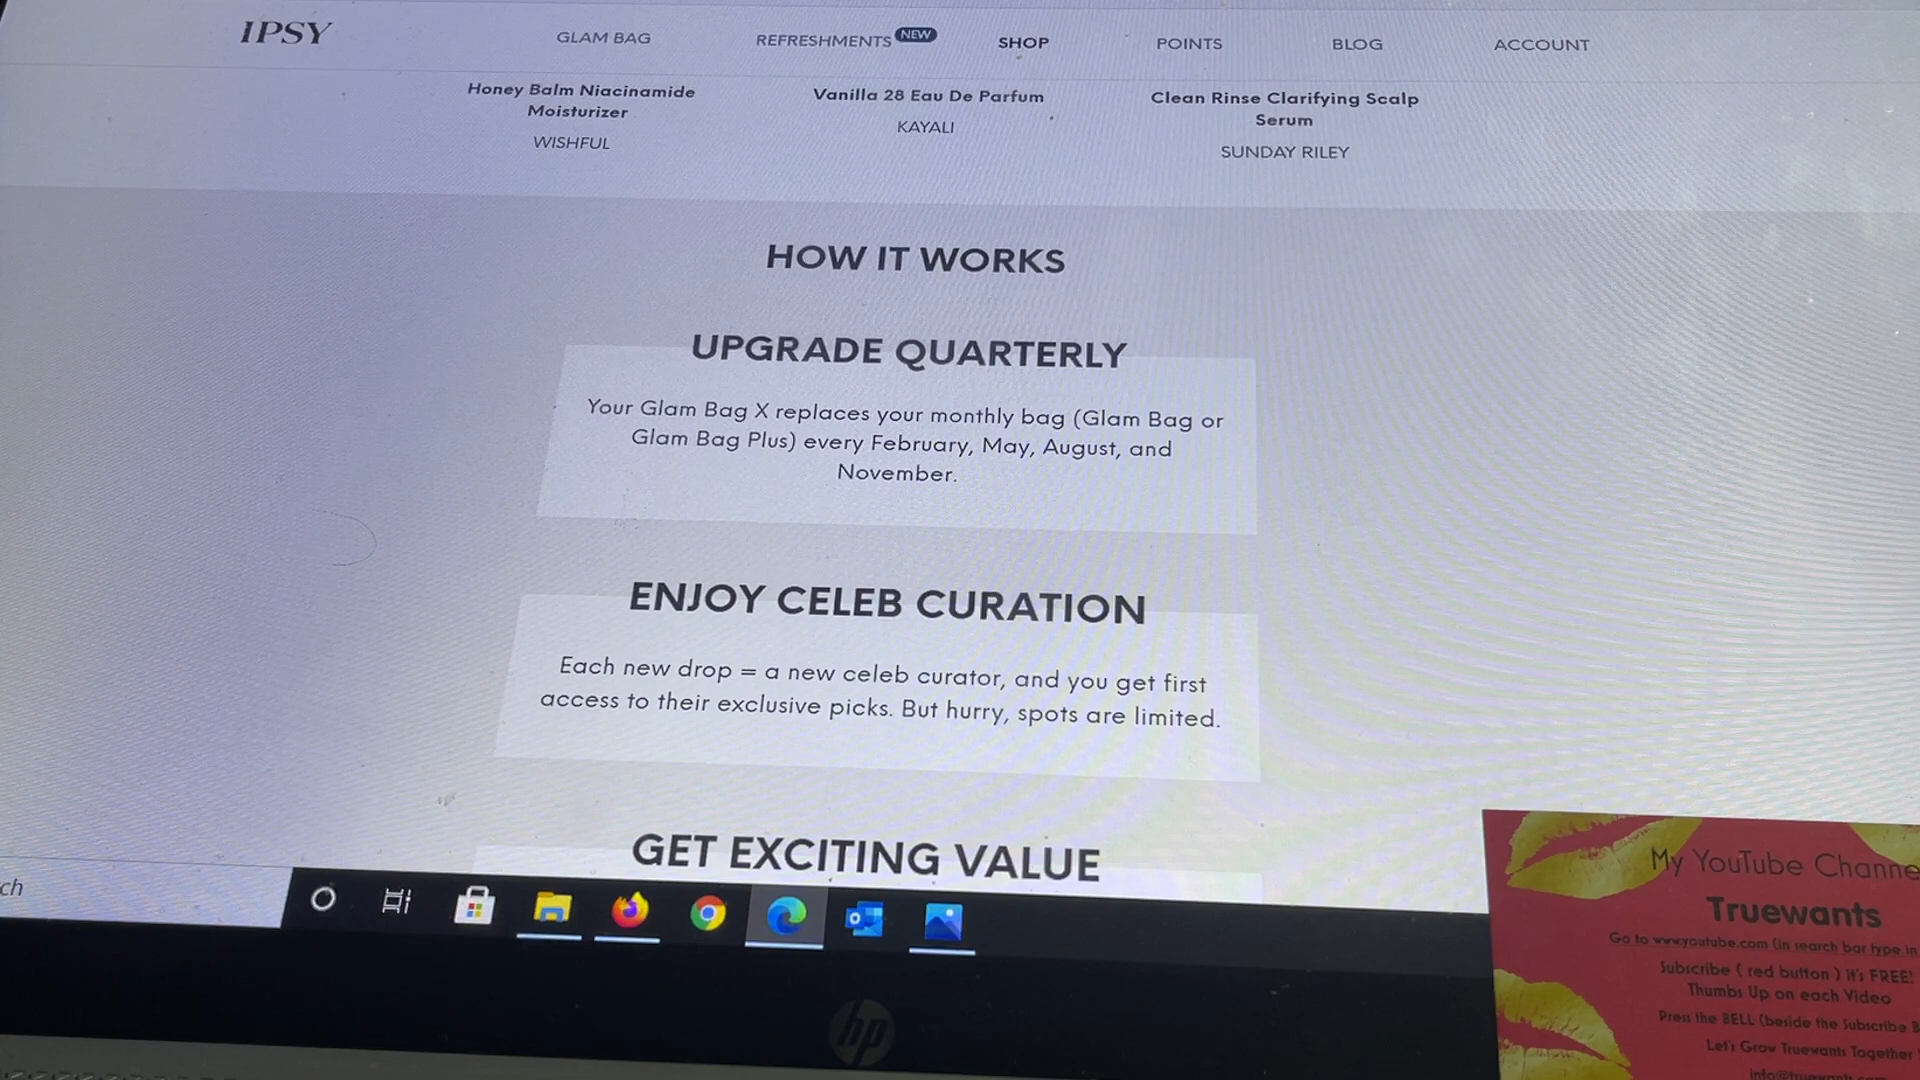 IPSY
GLAM BAG
REFRESHMENTS NEW
SHOP
POINTS
BLOG
ACCOUNT
Honey Balm Niacinamide
Moisturizer
WISHFUL
Vanilla 28 Eau De Parfum
KAYALI
Clean Rinse Clarifying Scalp
Serum
SUNDAY RILEY
HOW IT WORKS
UPGRADE QUARTERLY
Your Glam Bag X replaces your monthly bag (Glam Bag or
Glam Bag Plus) every February, May, August, and
November.
ENJOY CELEB CURATION
Each new drop = a new celeb curator, and you get first
access to their exclusive picks. But hurry, spots are limited.
GET EXCITING VALUE
ch
hp
My YouTube Channe
Truewants
Go to www.youtube.com (in search bar type in
Subscribe ( red button ) it's FREE!
Thumbs Up on each Video
Press the BELL (beside the Subscribe B
Let's Grow Truewants Together